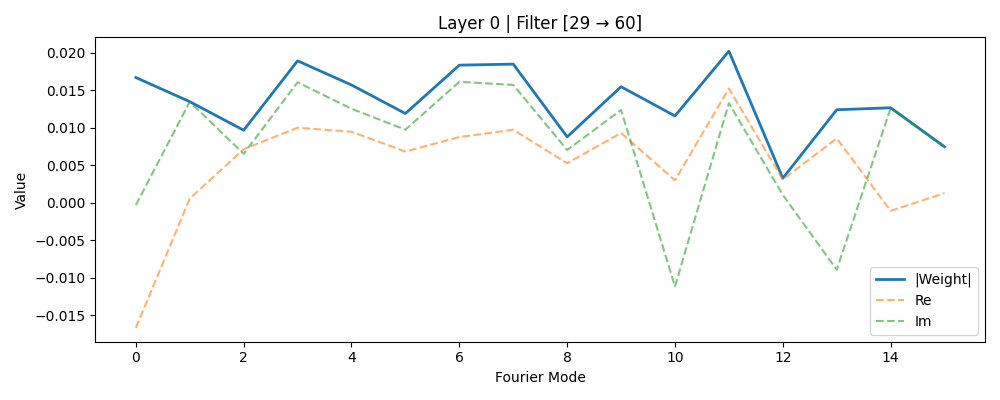 Layer 0 | Filter [29 → 60]
Value
0.020
0.015
0.010
0.005
0.000
−0.005
−0.010
−0.015
|Weight|
Re
Im
0 2 4 6 8 10 12 14
Fourier Mode